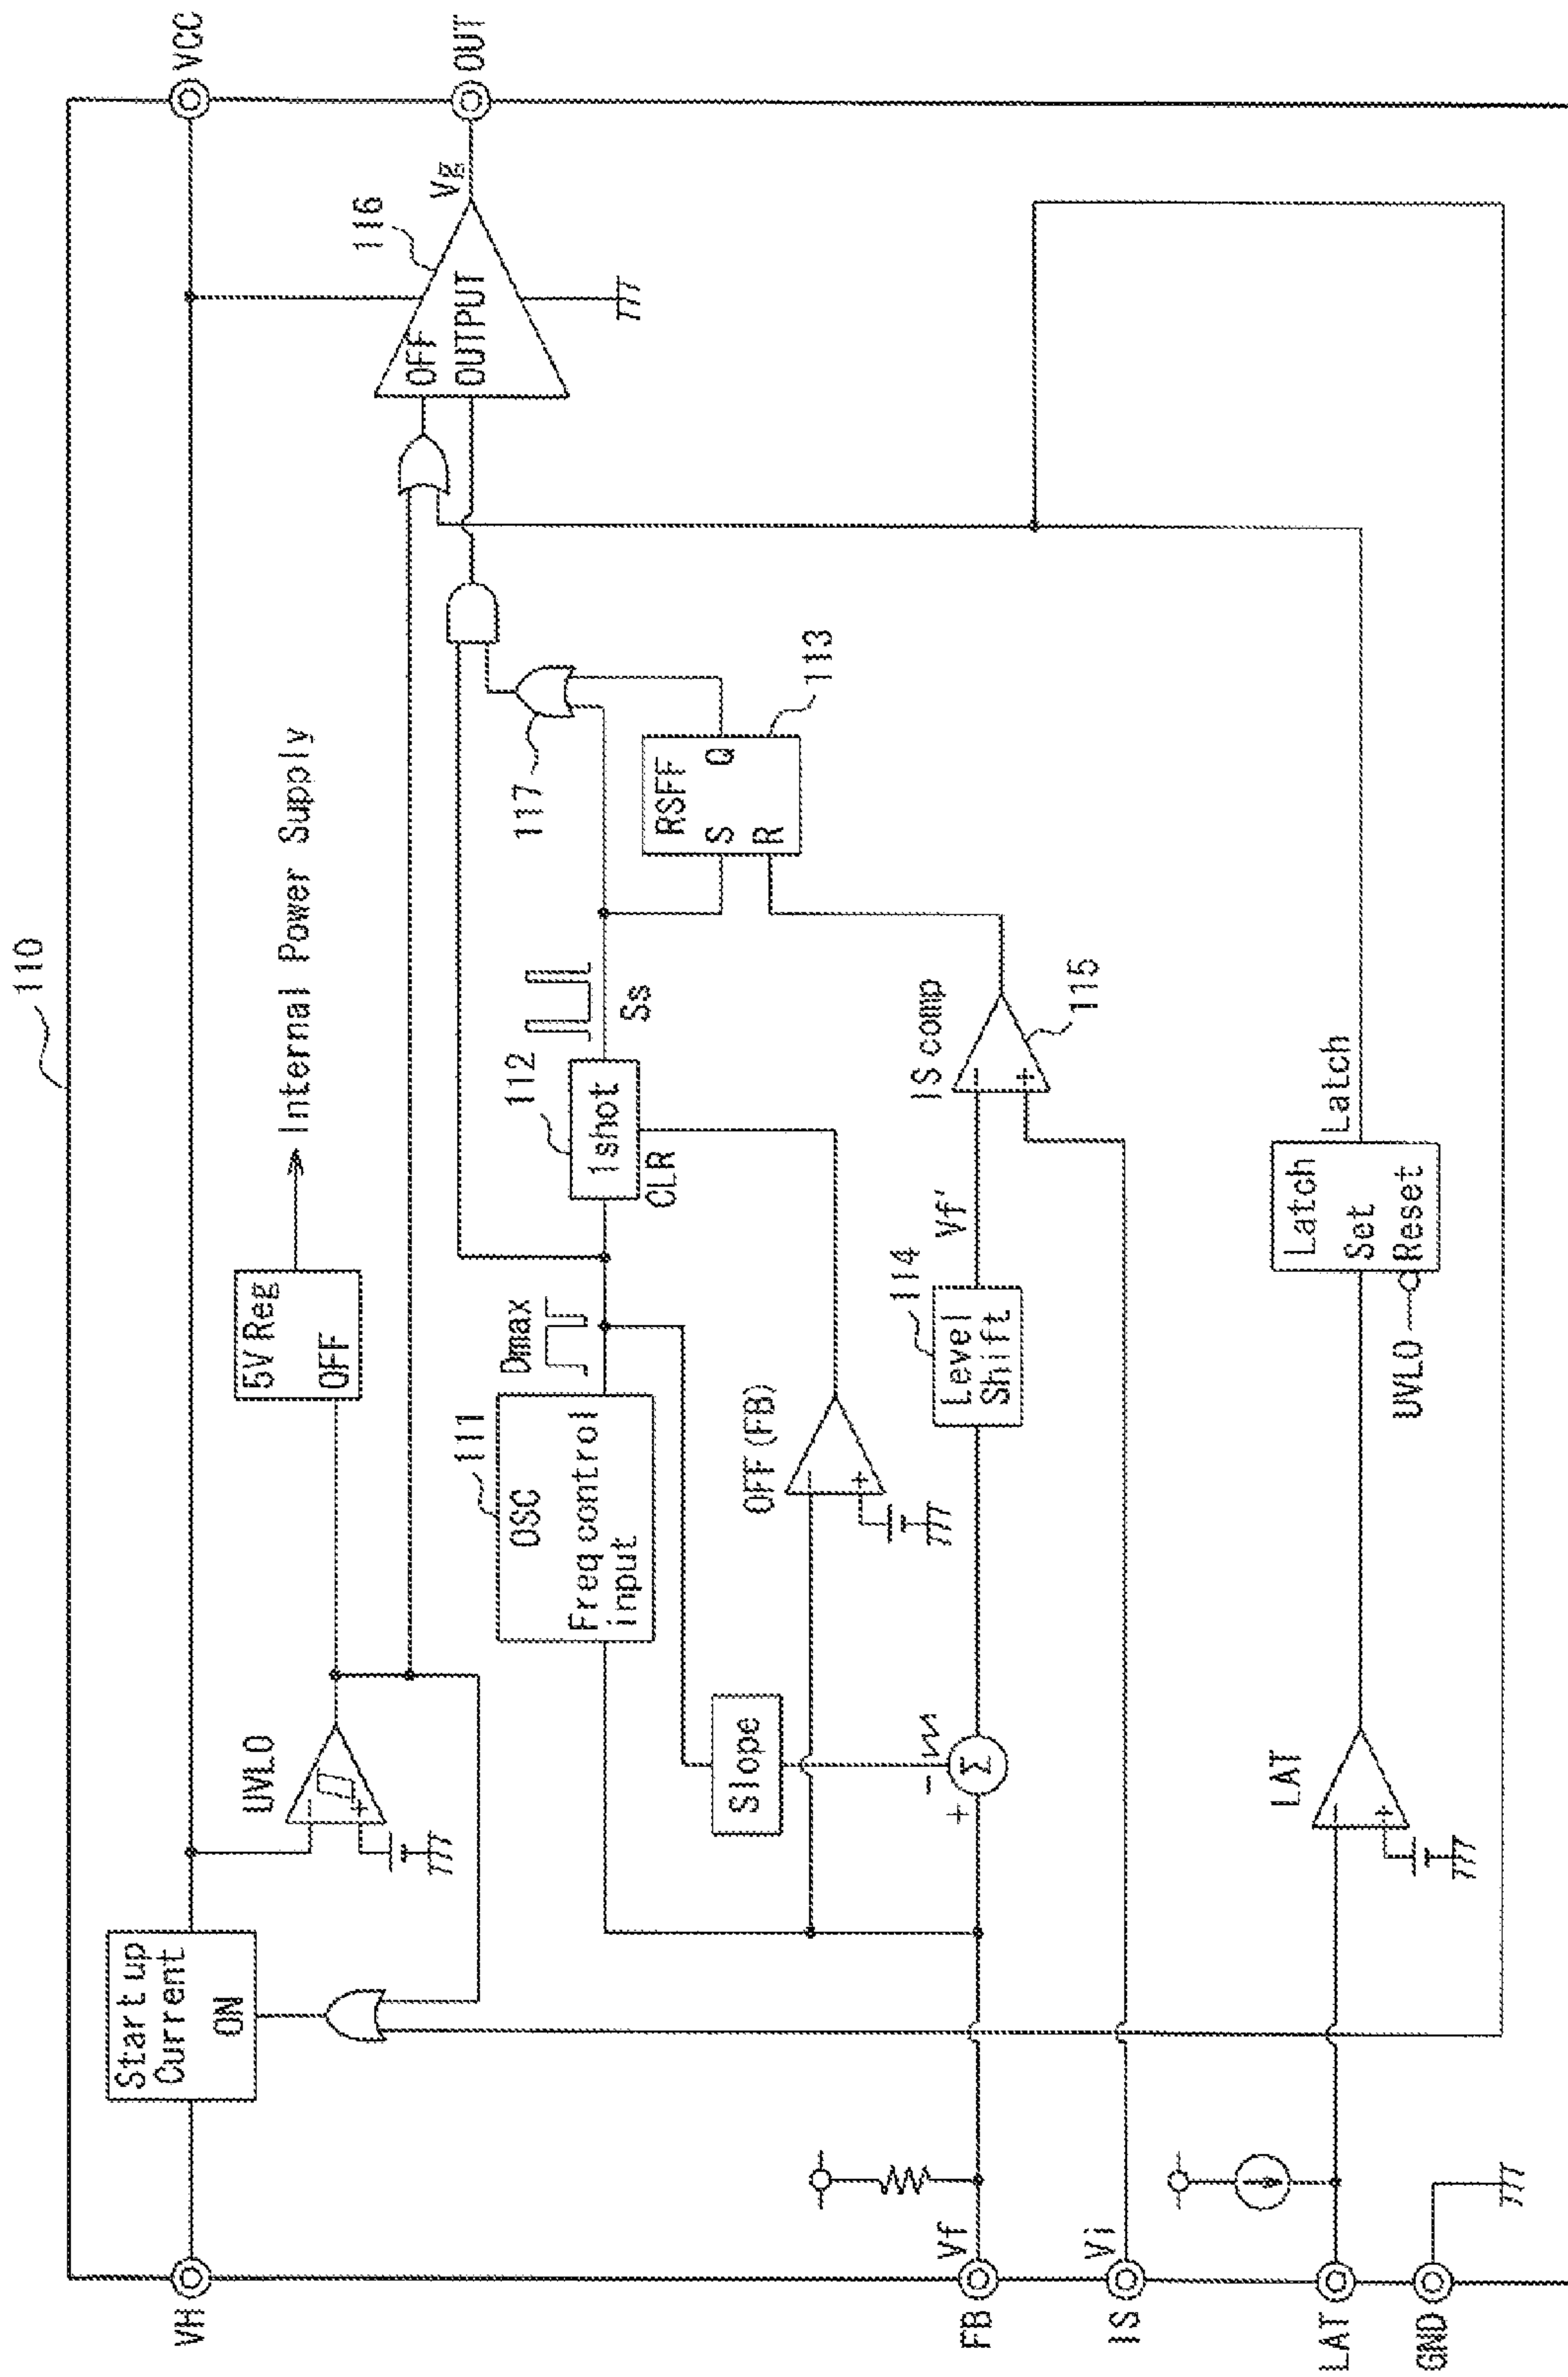 110
VH
Start up
Current
ON
UVLO
5V Reg
OFF
Internal Power Supply
VCC
116
OFF
OUTPUT
Vg
OUT
111
OSC
Freq control
input
Dmax
112
1shot
CLR
Ss
117
RSFF
S
R
Q
113
Slope
OFF (FB)
-
+
FB
Vf
+
-
Σ
114
Level
Shift
Vf'
IS comp
-
+
115
IS
Vi
LAT
LAT
-
+
Latch
Set
Reset
UVLO
Latch
GND